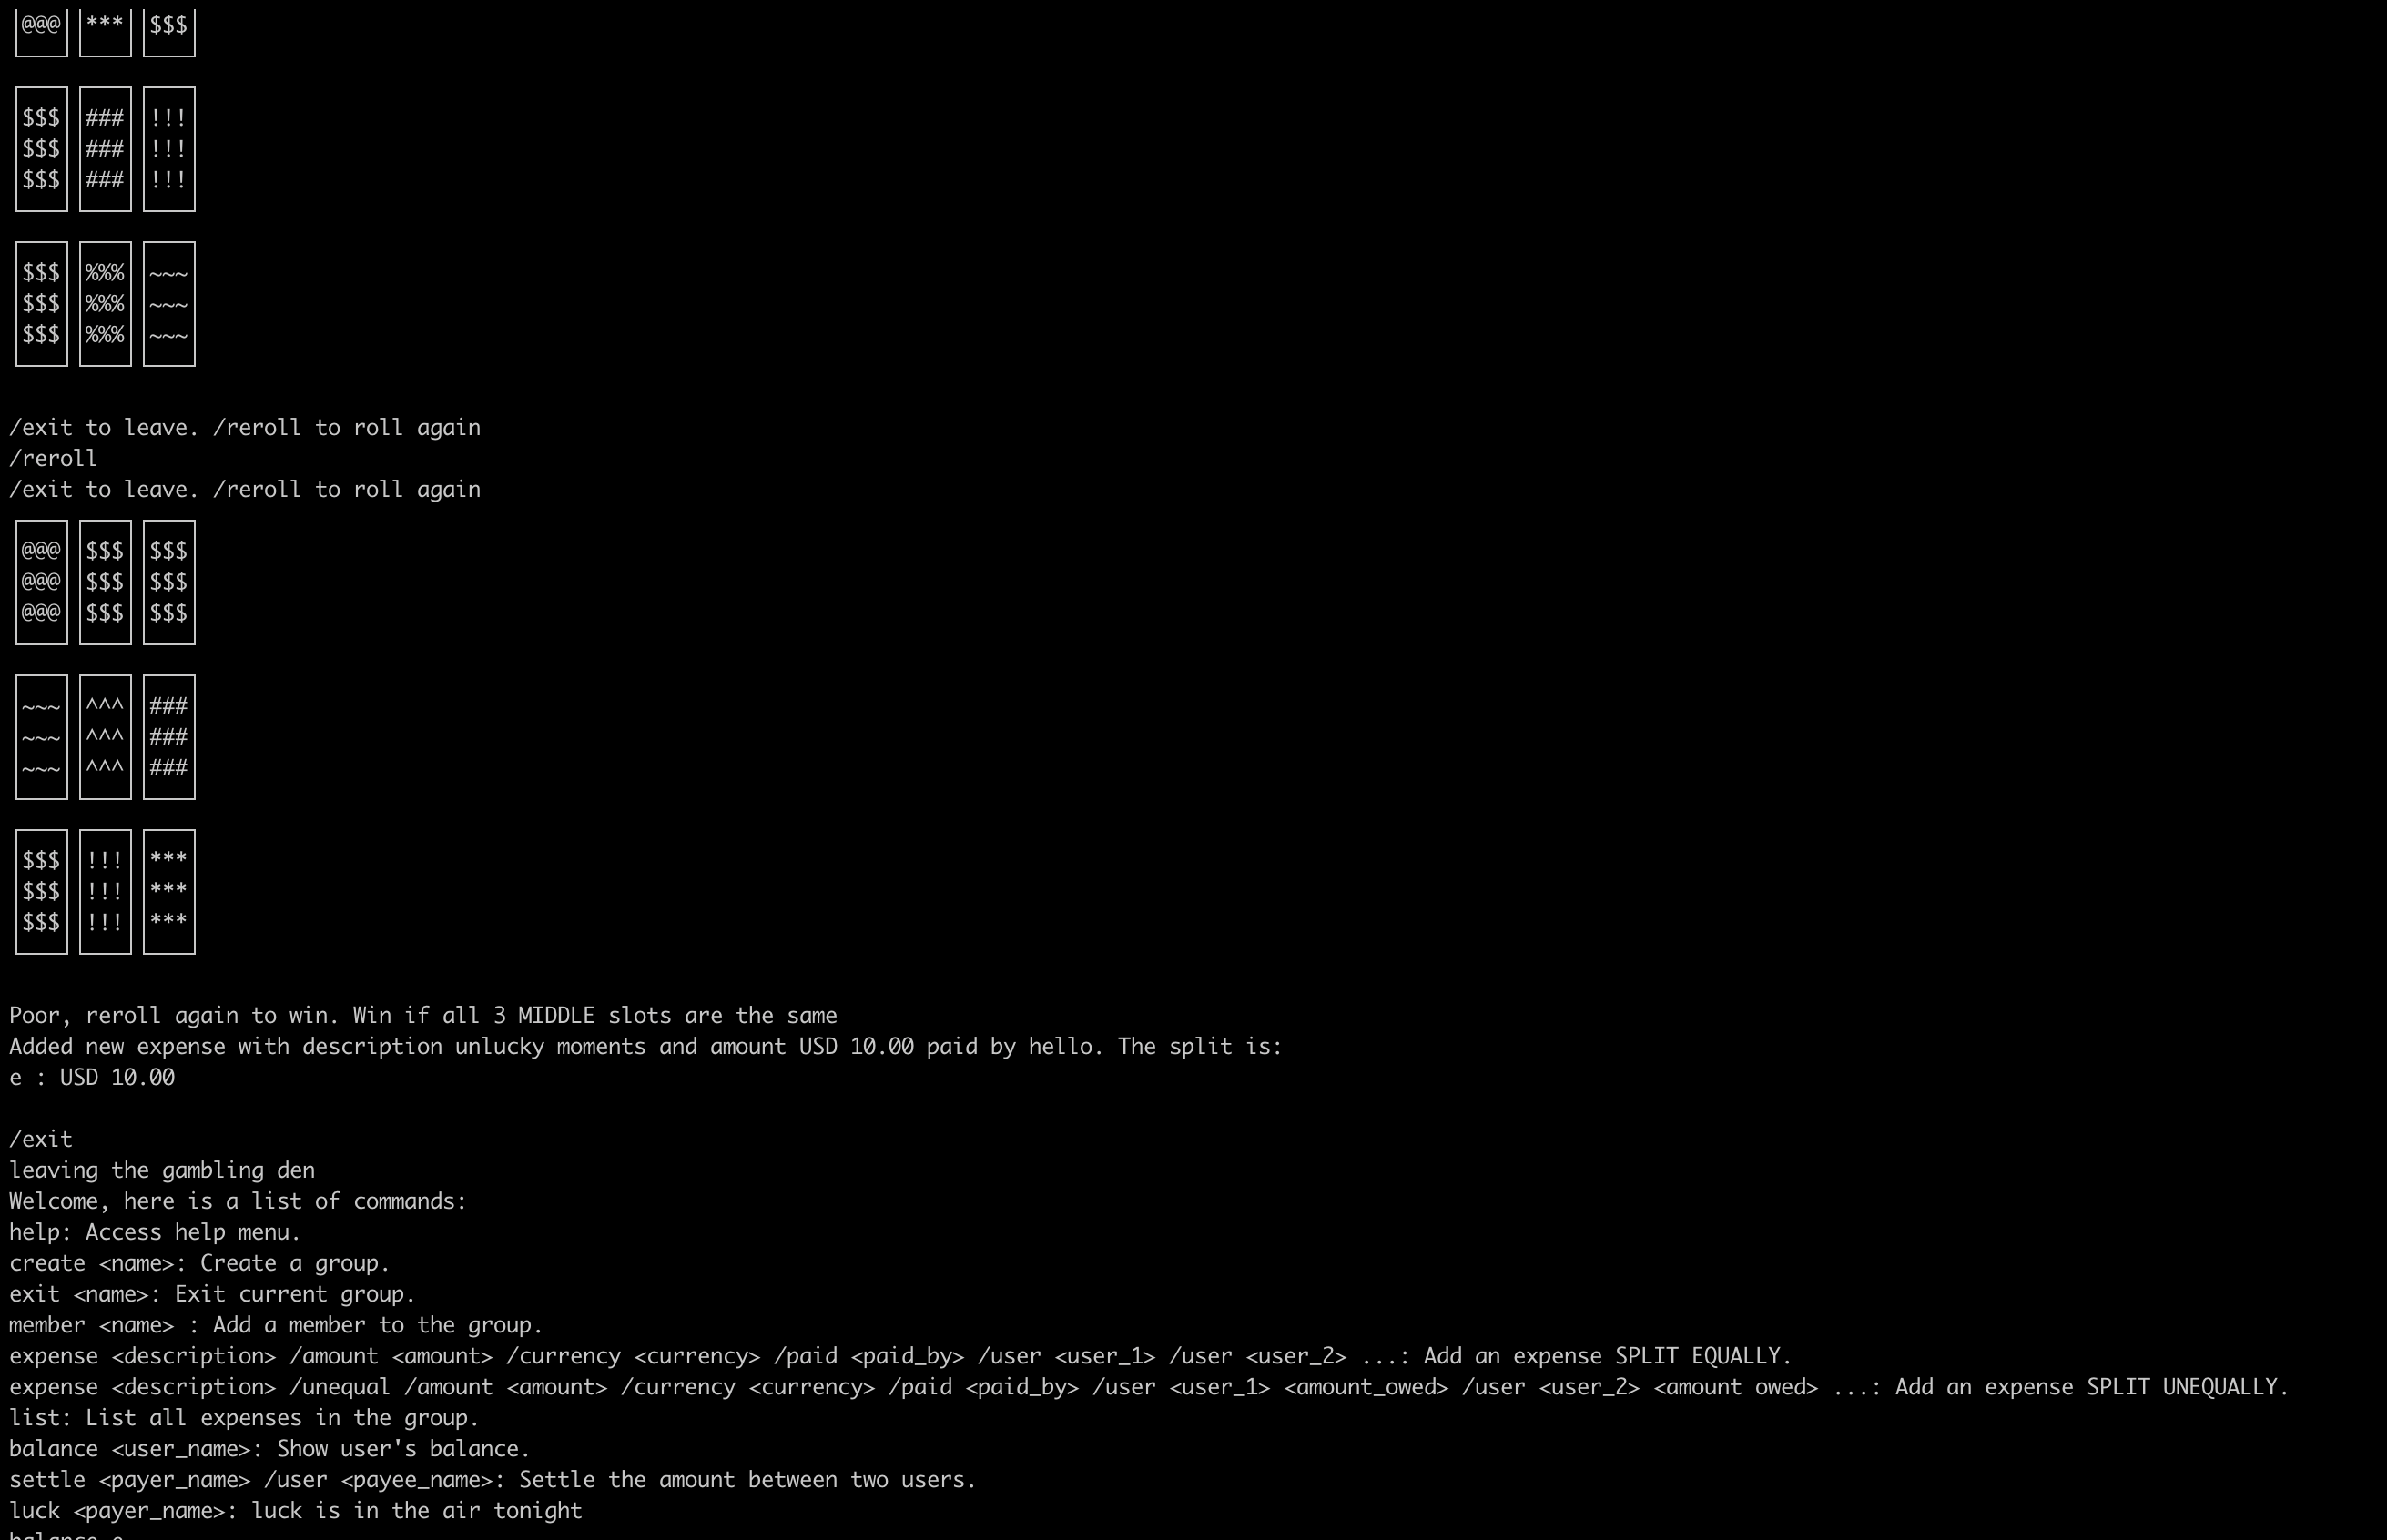 @@@ *** $$$
$$$ ### !!!
$$$ ### !!!
$$$ ### !!!
$$$ %%% ~~~
$$$ %%% ~~~
$$$ %%% ~~~
/exit to leave. /reroll to roll again
/reroll
/exit to leave. /reroll to roll again
@@@ $$$ $$$
@@@ $$$ $$$
@@@ $$$ $$$
~~~ ^^^ ###
~~~ ^^^ ###
~~~ ^^^ ###
$$$ !!! ***
$$$ !!! ***
$$$ !!! ***
Poor, reroll again to win. Win if all 3 MIDDLE slots are the same
Added new expense with description unlucky moments and amount USD 10.00 paid by hello. The split is:
e : USD 10.00
/exit
leaving the gambling den
Welcome, here is a list of commands:
help: Access help menu.
create <name>: Create a group.
exit <name>: Exit current group.
member <name> : Add a member to the group.
expense <description> /amount <amount> /currency <currency> /paid <paid_by> /user <user_1> /user <user_2> ...: Add an expense SPLIT EQUALLY.
expense <description> /unequal /amount <amount> /currency <currency> /paid <paid_by> /user <user_1> <amount_owed> /user <user_2> <amount owed> ...: Add an expense SPLIT UNEQUALLY.
list: List all expenses in the group.
balance <user_name>: Show user's balance.
settle <payer_name> /user <payee_name>: Settle the amount between two users.
luck <payer_name>: luck is in the air tonight
balance e